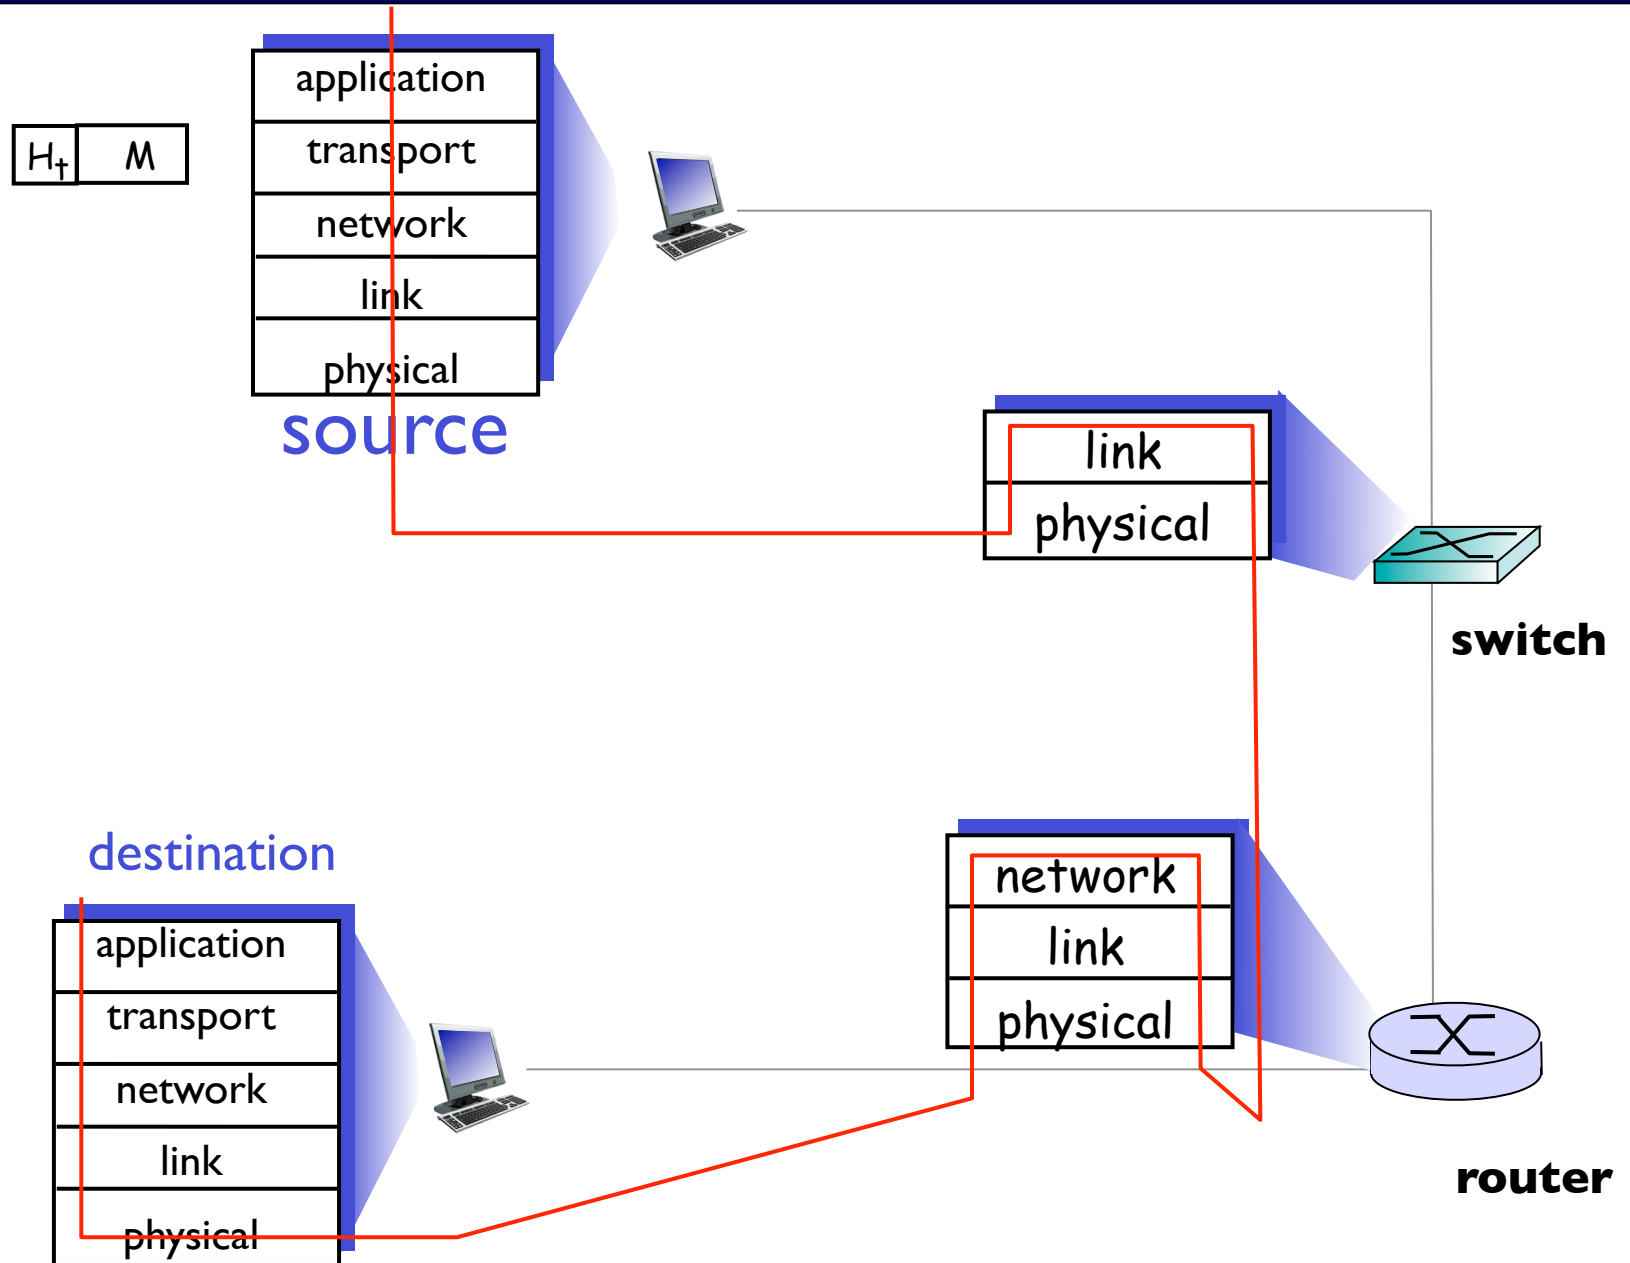 application
H† M
transport
network
link
physical
source
link
physical
switch
destination
network
link
physical
application
transport
network
link
physical
router